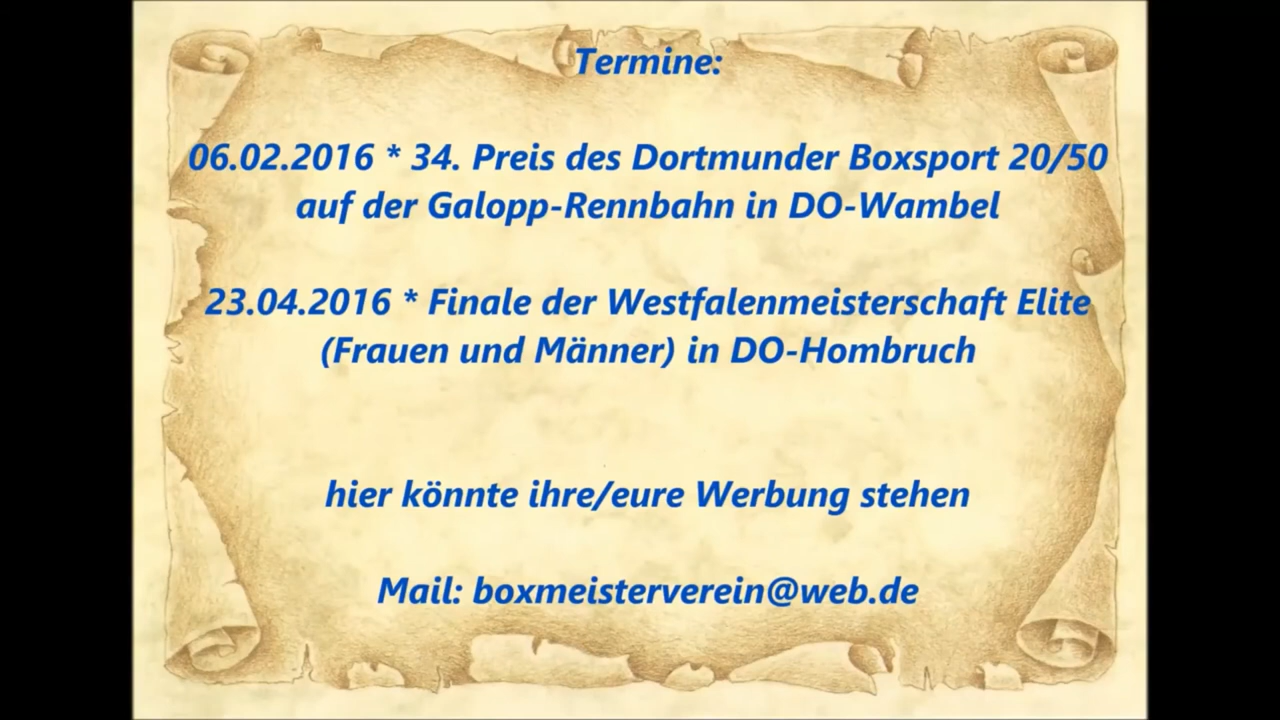 Termine:
06.02.2016 * 34. Preis des Dortmunder Boxsport 20/50
auf der Galopp-Rennbahn in DO-Wambel
23.04.2016 * Finale der Westfalenmeisterschaft Elite
(Frauen und Männer) in DO-Hombruch
hier könnte ihre/eure Werbung stehen
Mail: boxmeisterverein@web.de